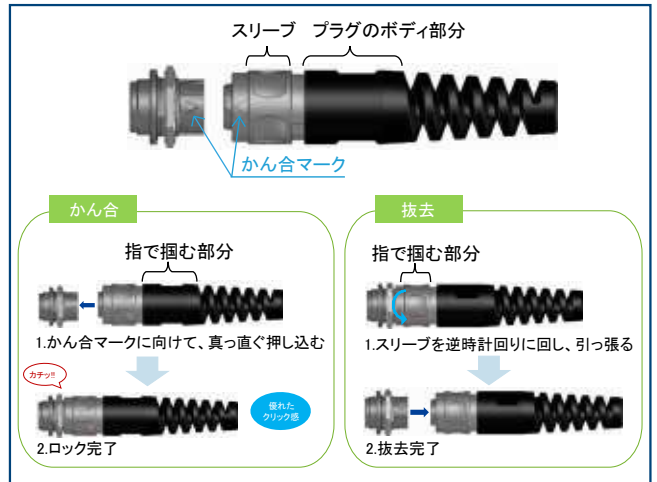 スリーブ プラグのボディ部分
かん合マーク
かん合
指で掴む部分
1.かん合マークに向けて、真っ直ぐ押し込む
カチッ!!
優れた
クリック感
2.ロック完了
抜去
指で掴む部分
1.スリーブを逆時計回りに回し、引っ張る
2.抜去完了